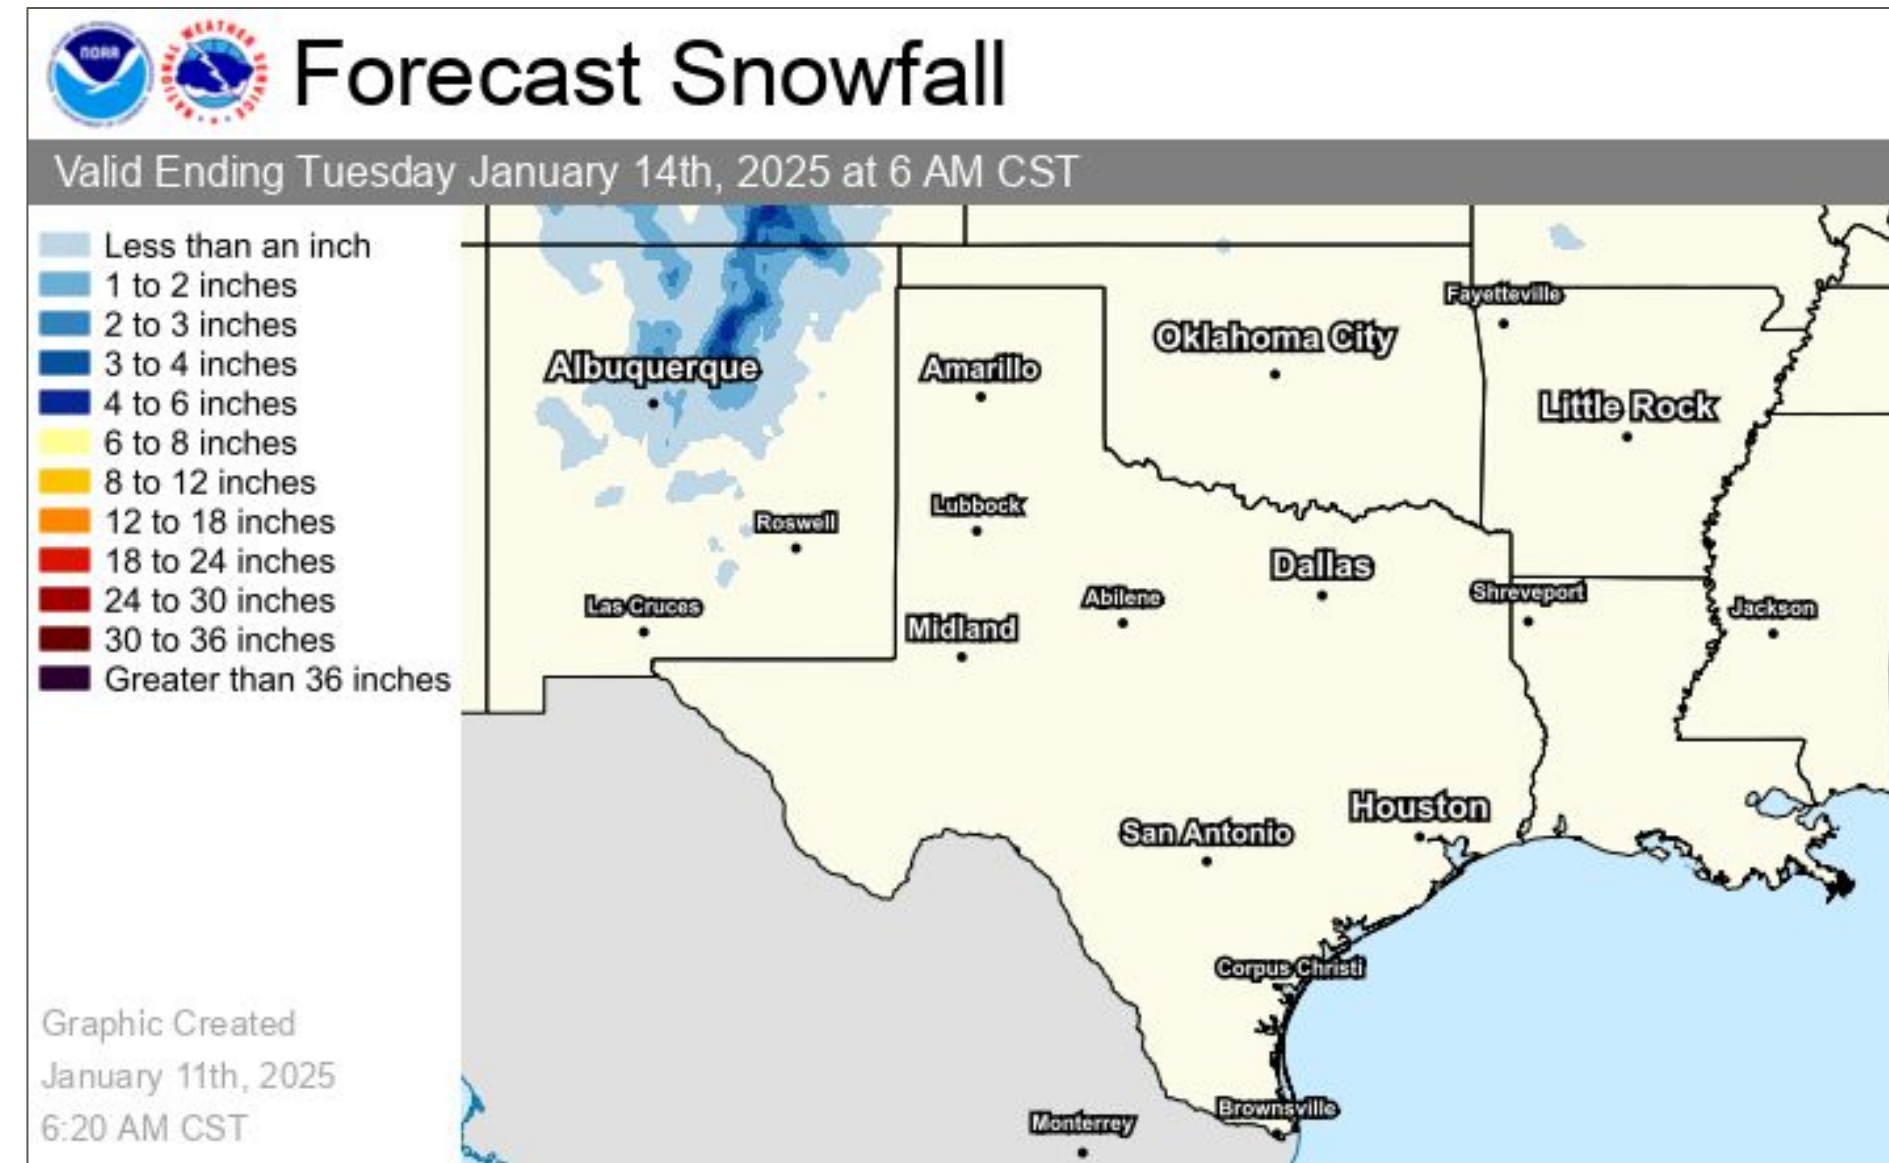 NOAA
NATIONAL WEATHER SERVICE
Forecast Snowfall
Valid Ending Tuesday January 14th, 2025 at 6 AM CST
Less than an inch
1 to 2 inches
2 to 3 inches
3 to 4 inches
4 to 6 inches
6 to 8 inches
8 to 12 inches
12 to 18 inches
18 to 24 inches
24 to 30 inches
30 to 36 inches
Greater than 36 inches
Graphic Created
January 11th, 2025
6:20 AM CST
Fayetteville
Oklahoma City
Albuquerque
Amarillo
Little Rock
Lubbock
Roswell
Dallas
Shreveport
Abilene
Las Cruces
Jackson
Midland
Houston
San Antonio
Corpus Christi
Brownsville
Monterrey